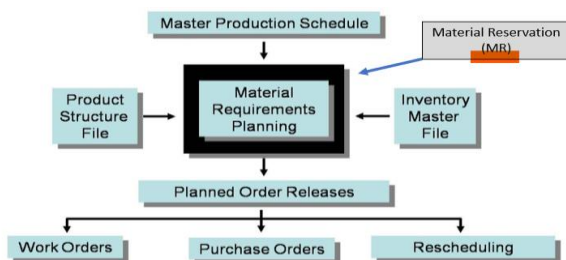 Master Production Schedule
Material Reservation
(MR)
Product
Structure
File
Material
Requirements
Planning
Inventory
Master
File
Planned Order Releases
Work Orders
Purchase Orders
Rescheduling